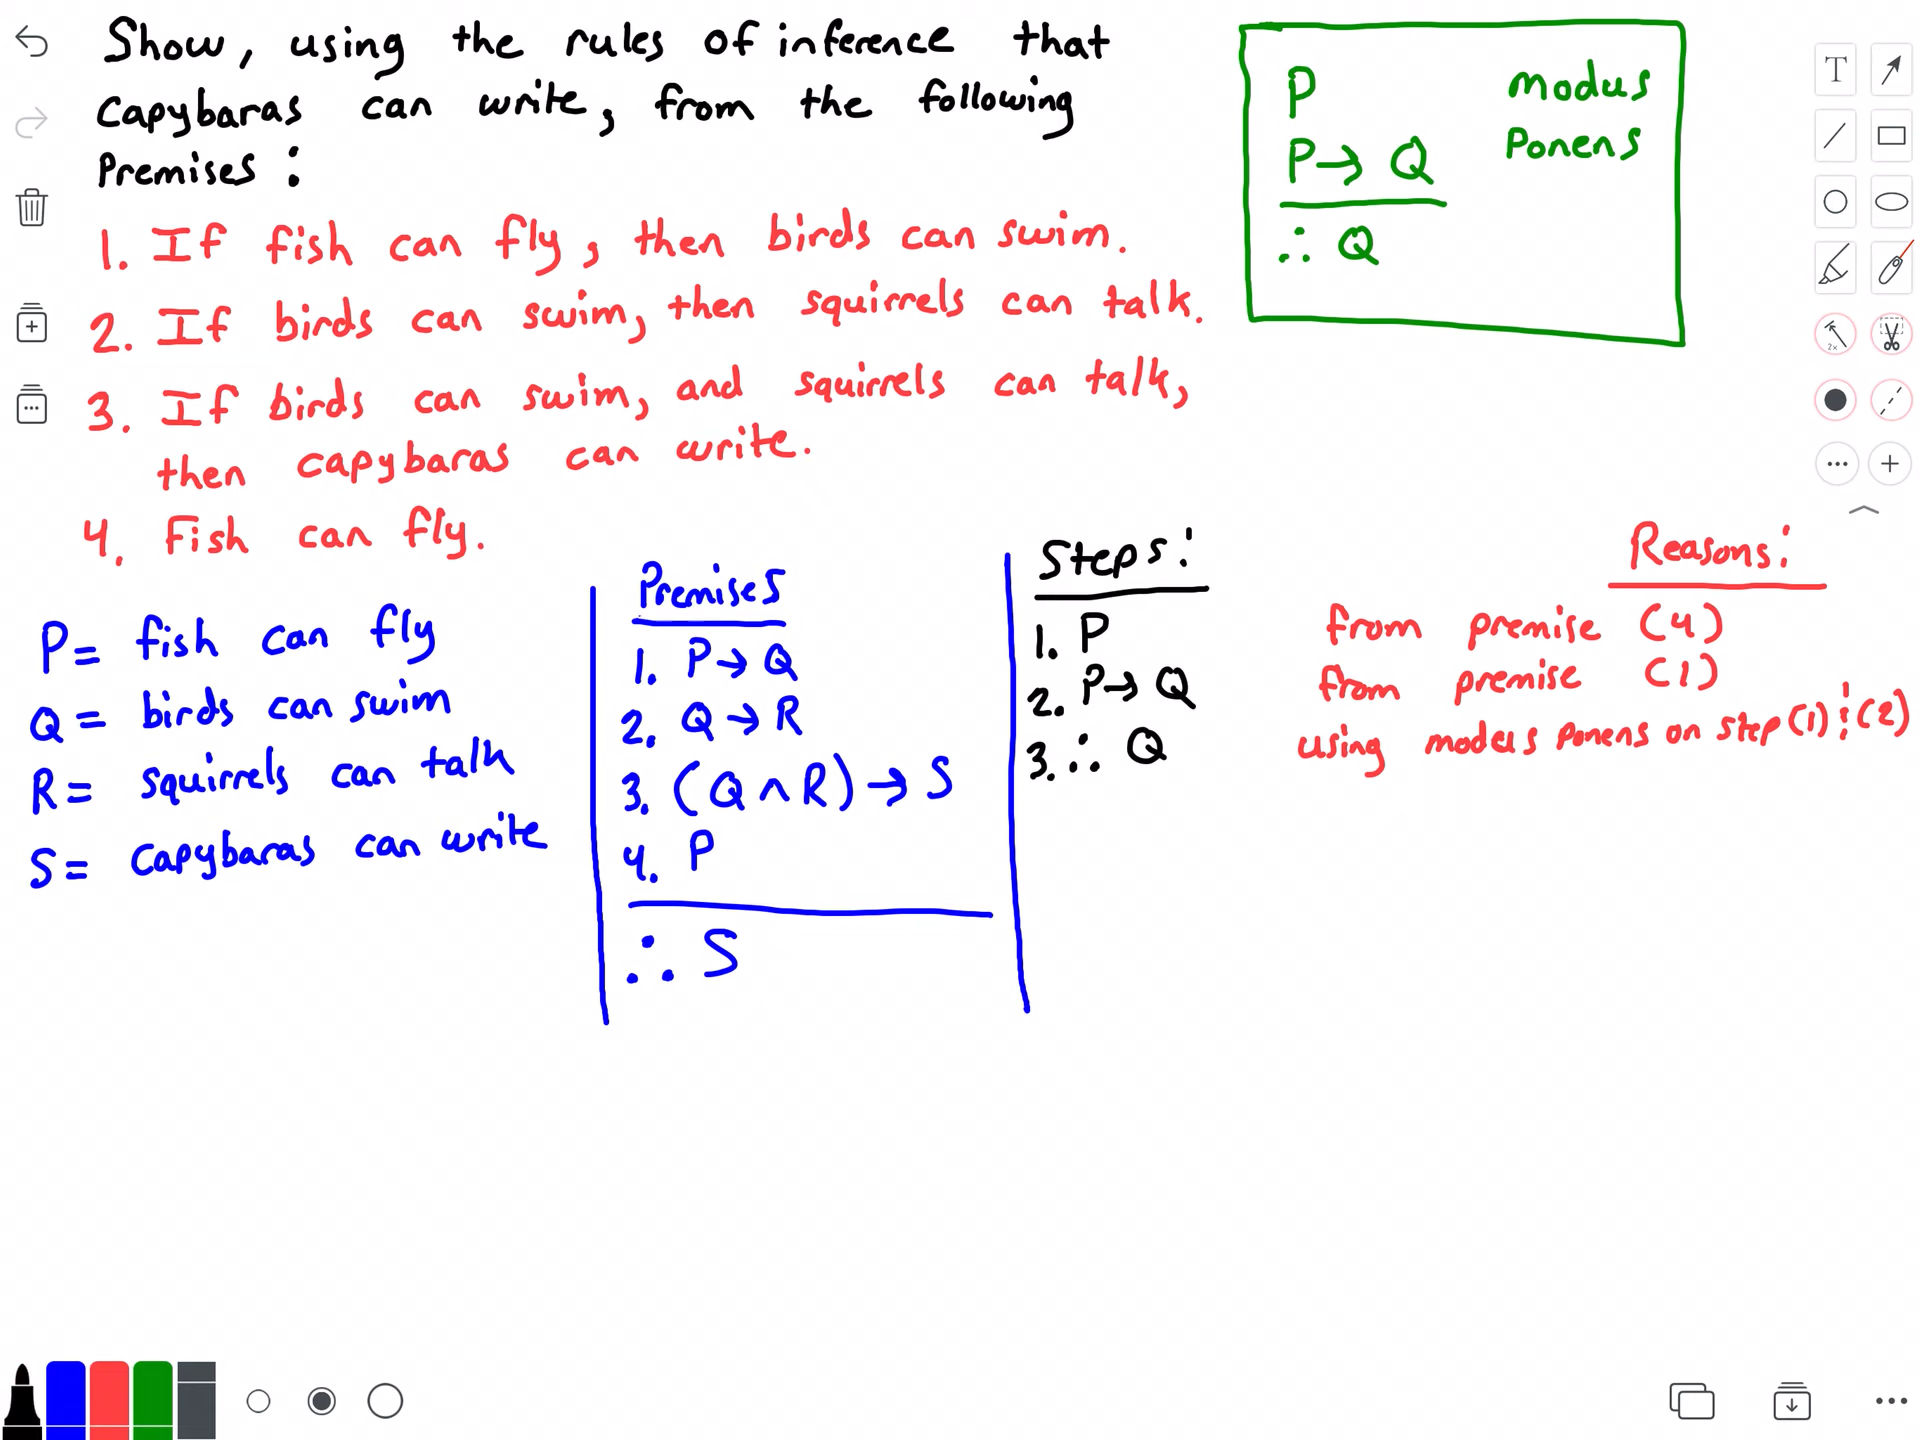 Show, using the rules of inference that
capybaras can write, from the following
Premises:
1. If fish can fly, then birds can swim.
2. If birds can swim, then squirrels can talk.
3. If birds can swim, and squirrels can talk,
then capybaras can write.
4. Fish can fly.
P modus
P→ Q ponens
∴ Q
P= fish can fly
Q= birds can swim
R= squirrels can talk
S= capybaras can write
Premises
1. P→Q
2. Q→R
3. (Q∧R)→S
4. P
∴ S
Steps:
1. P
2. P→Q
3. ∴ Q
Reasons:
from premise (4)
from premise (1)
using modus ponens on step (1) & (2)
T
2x